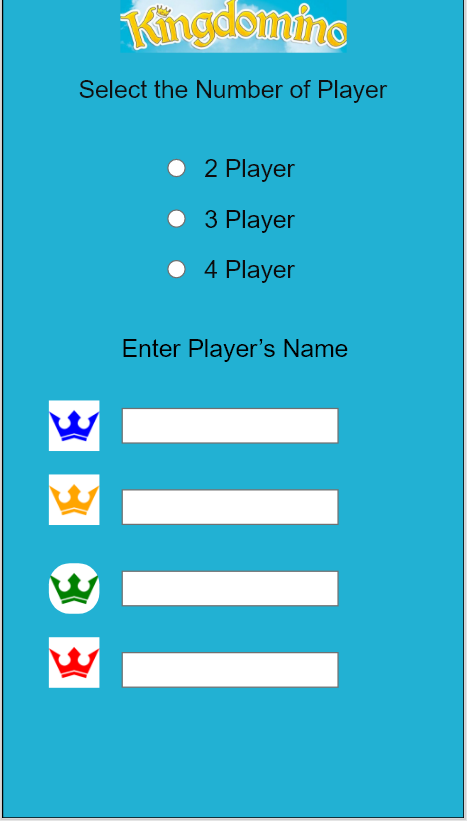 Kingdomino
Select the Number of Player
2 Player
3 Player
4 Player
Enter Player’s Name